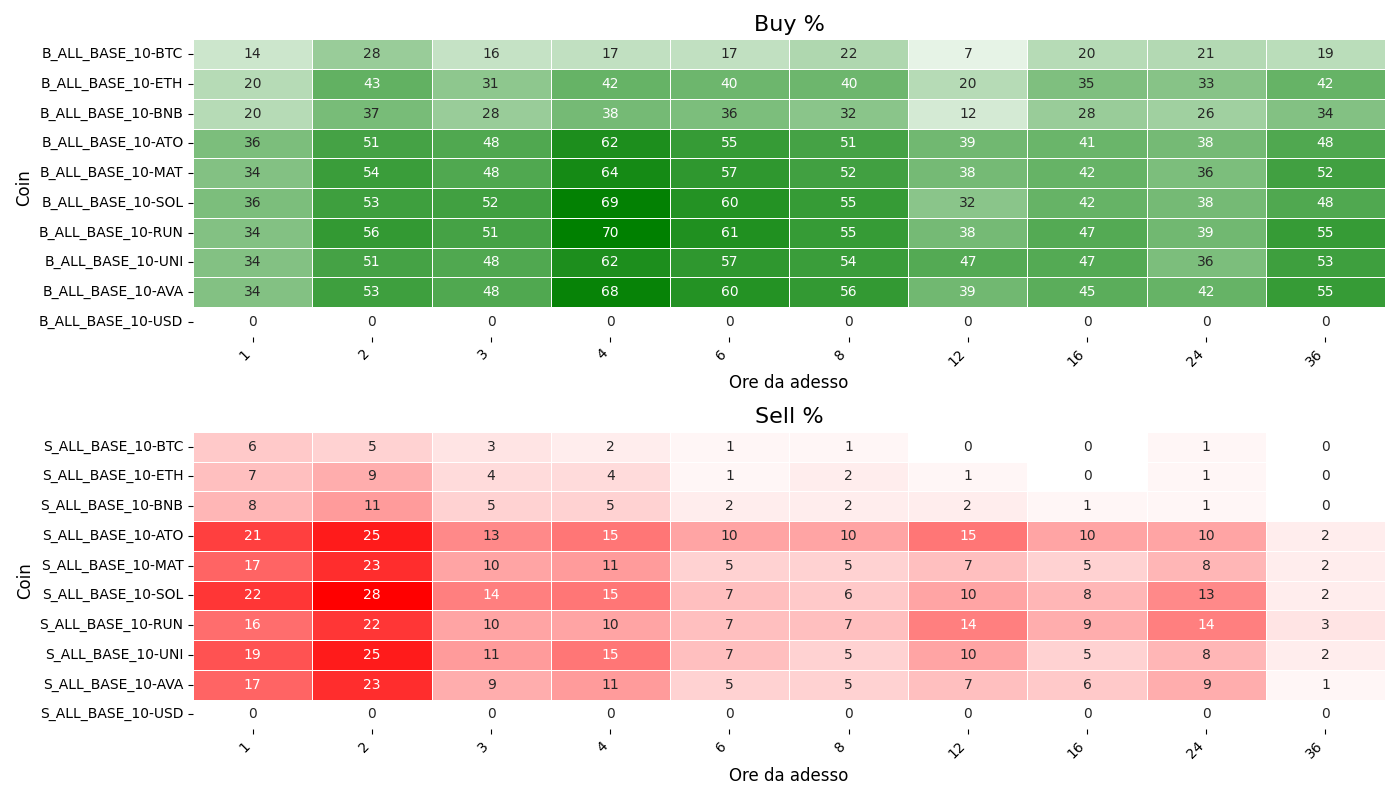 Buy %
Coin
B_ALL_BASE_10-BTC 14 28 16 17 17 22 7 20 21 19
B_ALL_BASE_10-ETH 20 43 31 42 40 40 20 35 33 42
B_ALL_BASE_10-BNB 20 37 28 38 36 32 12 28 26 34
B_ALL_BASE_10-ATO 36 51 48 62 55 51 39 41 38 48
B_ALL_BASE_10-MAT 34 54 48 64 57 52 38 42 36 52
B_ALL_BASE_10-SOL 36 53 52 69 60 55 32 42 38 48
B_ALL_BASE_10-RUN 34 56 51 70 61 55 38 47 39 55
B_ALL_BASE_10-UNI 34 51 48 62 57 54 47 47 36 53
B_ALL_BASE_10-AVA 34 53 48 68 60 56 39 45 42 55
B_ALL_BASE_10-USD 0 0 0 0 0 0 0 0 0 0
1 2 3 4 6 8 12 16 24 36
Ore da adesso
Sell %
Coin
S_ALL_BASE_10-BTC 6 5 3 2 1 1 0 0 1 0
S_ALL_BASE_10-ETH 7 9 4 4 1 2 1 0 1 0
S_ALL_BASE_10-BNB 8 11 5 5 2 2 2 1 1 0
S_ALL_BASE_10-ATO 21 25 13 15 10 10 15 10 10 2
S_ALL_BASE_10-MAT 17 23 10 11 5 5 7 5 8 2
S_ALL_BASE_10-SOL 22 28 14 15 7 6 10 8 13 2
S_ALL_BASE_10-RUN 16 22 10 10 7 7 14 9 14 3
S_ALL_BASE_10-UNI 19 25 11 15 7 5 10 5 8 2
S_ALL_BASE_10-AVA 17 23 9 11 5 5 7 6 9 1
S_ALL_BASE_10-USD 0 0 0 0 0 0 0 0 0 0
1 2 3 4 6 8 12 16 24 36
Ore da adesso